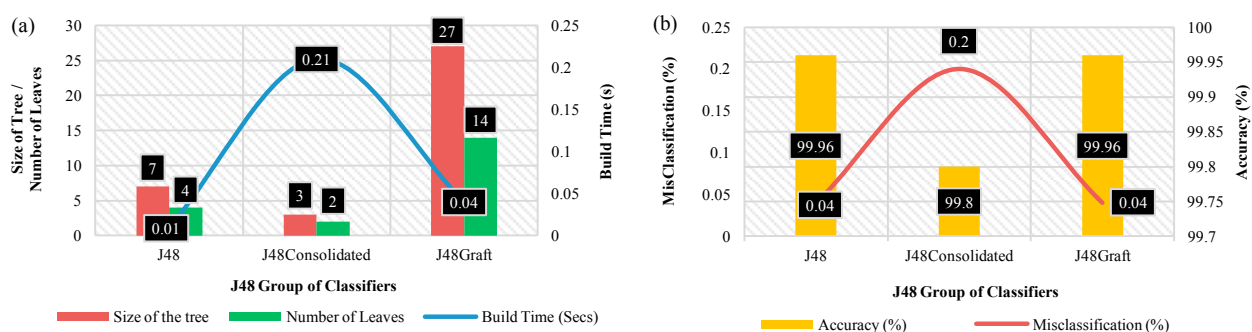 (a)
Size of Tree /
Number of Leaves
30
25
20
15
10
5
0
7
4
0.01
0.21
3
2
27
14
0.04
0.25
0.2
0.15
0.1
0.05
0
Build Time (s)
J48
J48Consolidated
J48Graft
J48 Group of Classifiers
Size of the tree
Number of Leaves
Build Time (Secs)
(b)
MisClassification (%)
0.25
0.2
0.15
0.1
0.05
0
99.96
0.04
0.2
99.8
99.96
0.04
100
99.95
99.9
99.85
99.8
99.75
99.7
Accuracy (%)
J48
J48Consolidated
J48Graft
J48 Group of Classifiers
Accuracy (%)
Misclassification (%)